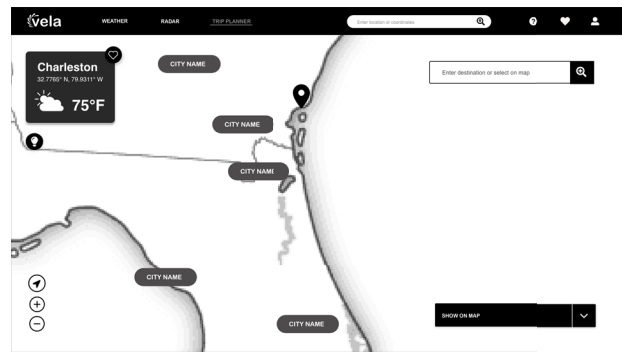 vela
WEATHER
RADAR
TRIP PLANNER
Enter location or coordinates
?
Charleston
32.7765° N, 79.9311° W
75°F
CITY NAME
Enter destination or select on map
CITY NAME
CITY NAME
CITY NAME
CITY NAME
SHOW ON MAP